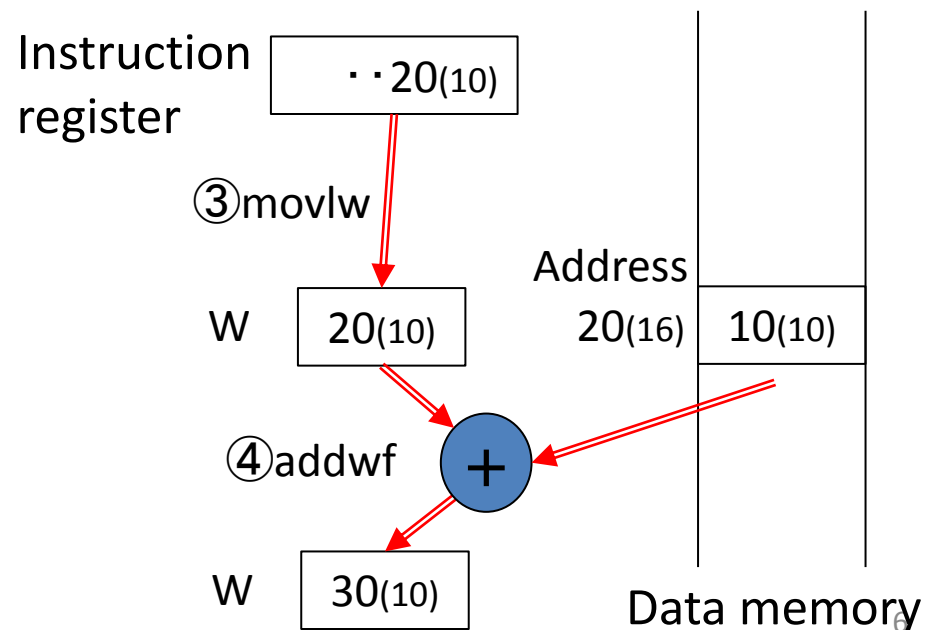 Instruction
register
・・20(10)
③movlw
Address
W
20(10)
20(16)
10(10)
④addwf
+
W
30(10)
Data memory
6